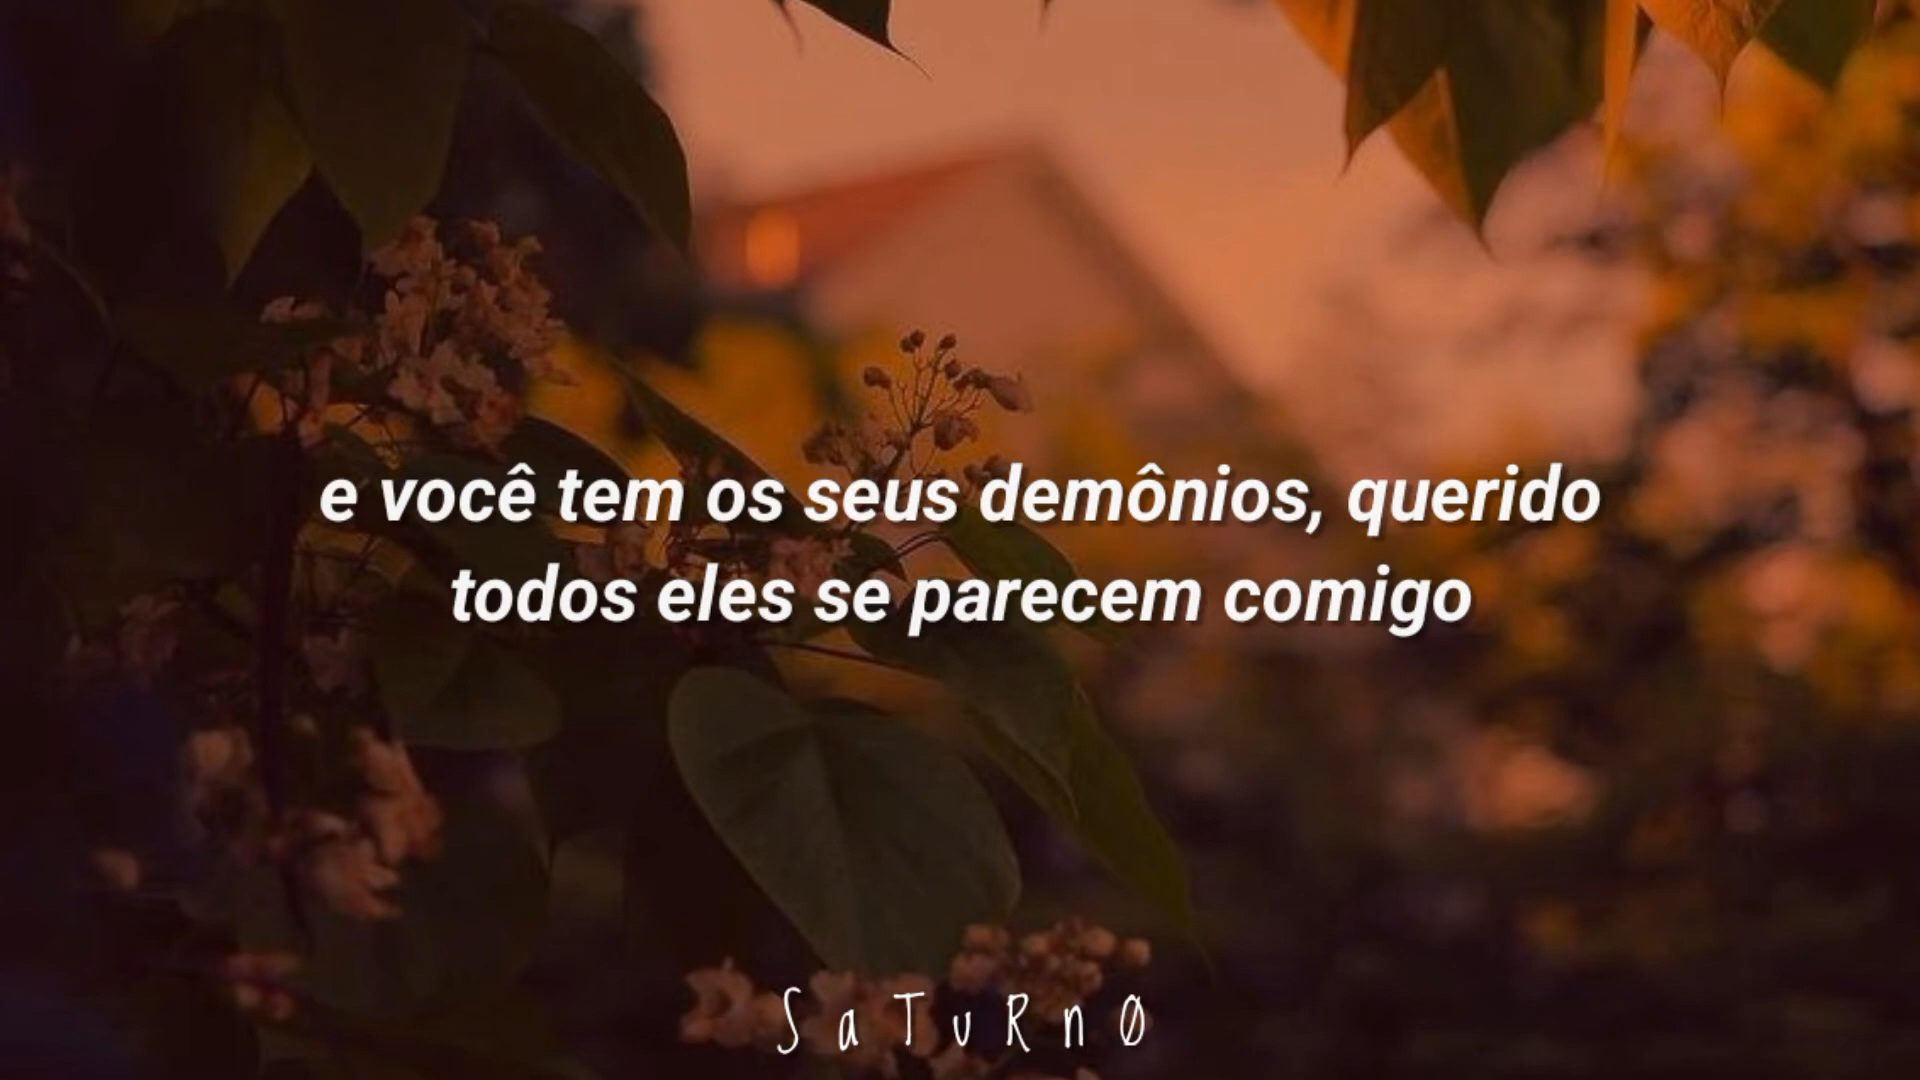 e você tem os seus demônios, querido
todos eles se parecem comigo
SaTuRnØ